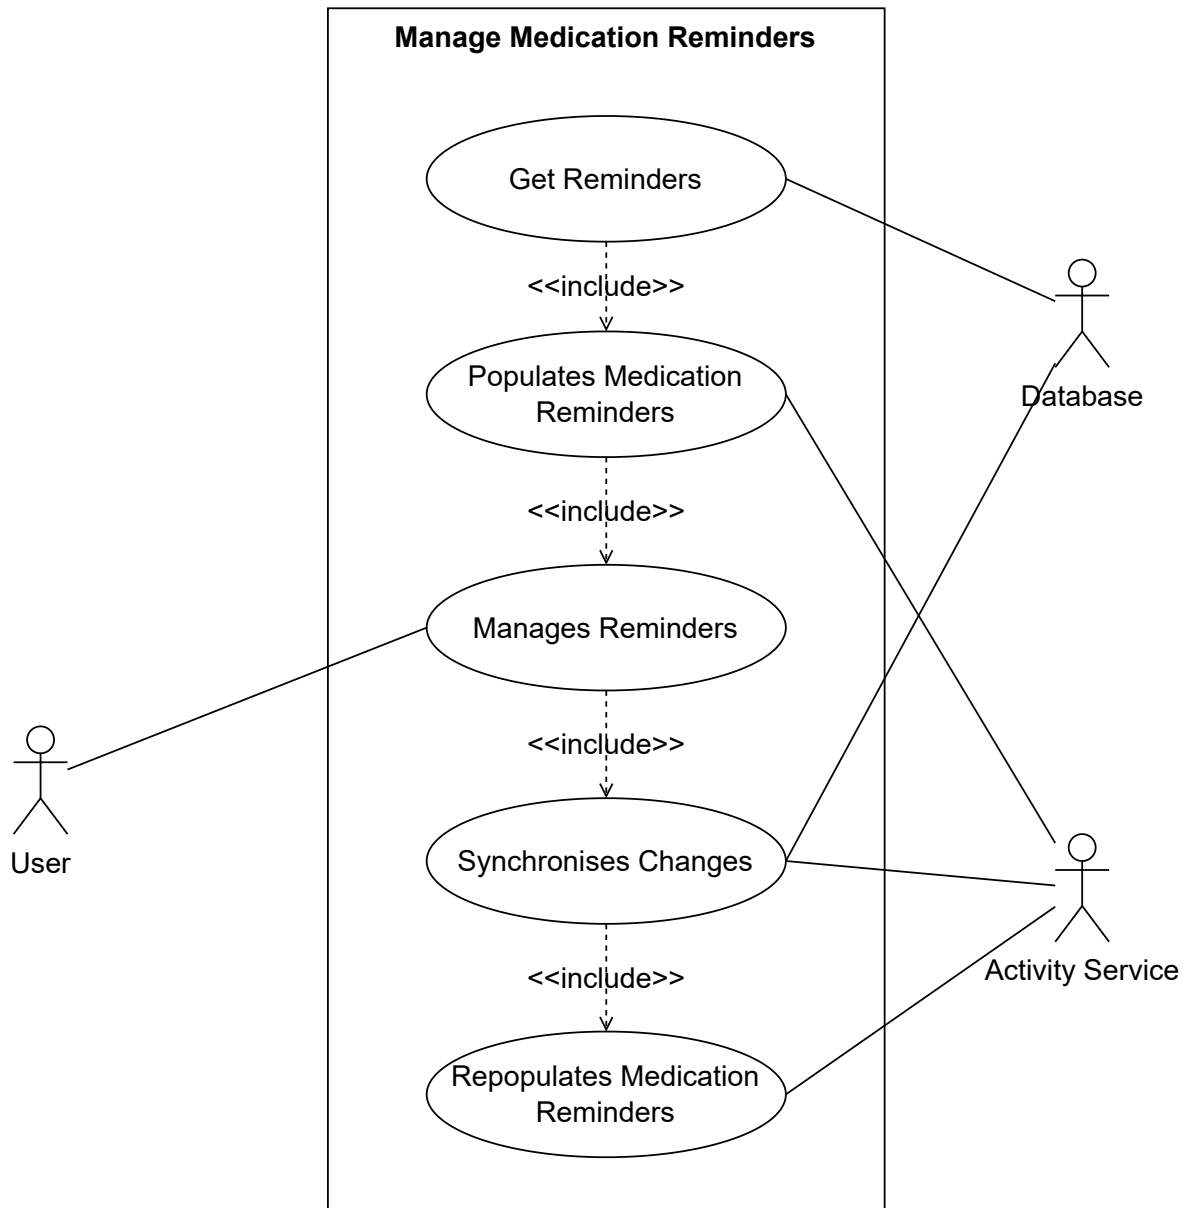 Manage Medication Reminders
Get Reminders
<<include>>
Populates Medication
Reminders
Database
<<include>>
Manages Reminders
<<include>>
User
Synchronises Changes
Activity Service
<<include>>
Repopulates Medication
Reminders